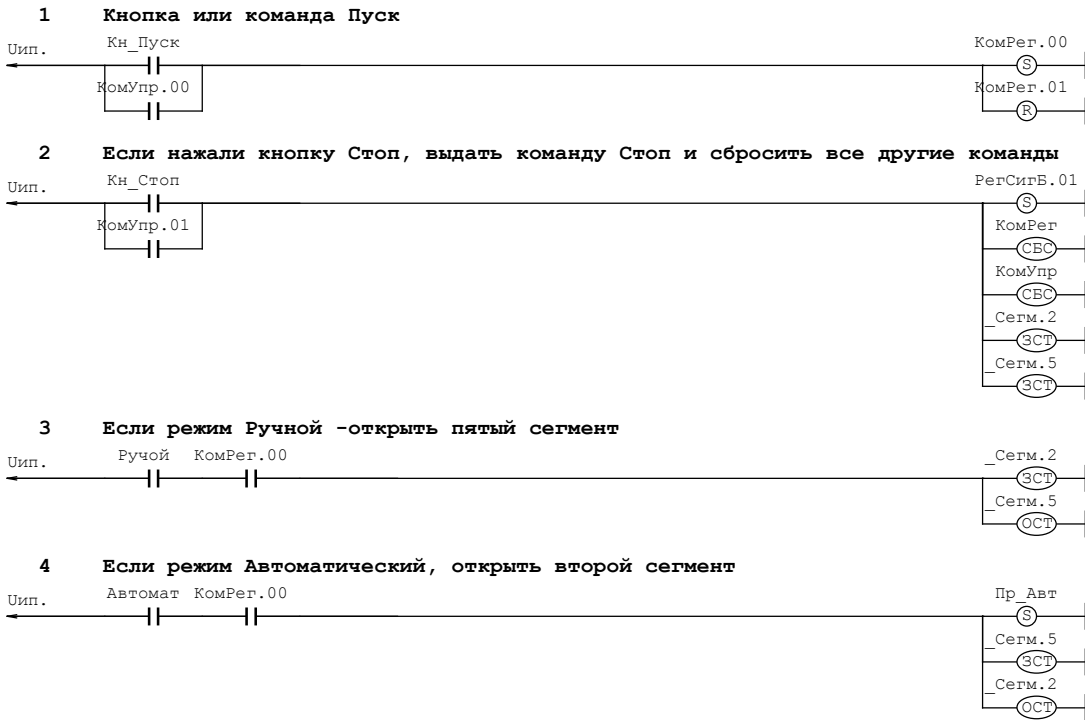 1 Кнопка или команда Пуск
Uип. Кн_Пуск КомРег.00
S
КомУпр.00 КомРег.01
R
2 Если нажали кнопку Стоп, выдать команду Стоп и сбросить все другие команды
Uип. Кн_Стоп РегСигБ.01
S
КомУпр.01 КомРег
СБС
КомУпр
СБС
_Сегм.2
ЗСТ
_Сегм.5
ЗСТ
3 Если режим Ручной -открыть пятый сегмент
Uип. Ручой КомРег.00 _Сегм.2
ЗСТ
_Сегм.5
ОСТ
4 Если режим Автоматический, открыть второй сегмент
Uип. Автомат КомРег.00 Пр_Авт
S
_Сегм.5
ЗСТ
_Сегм.2
ОСТ